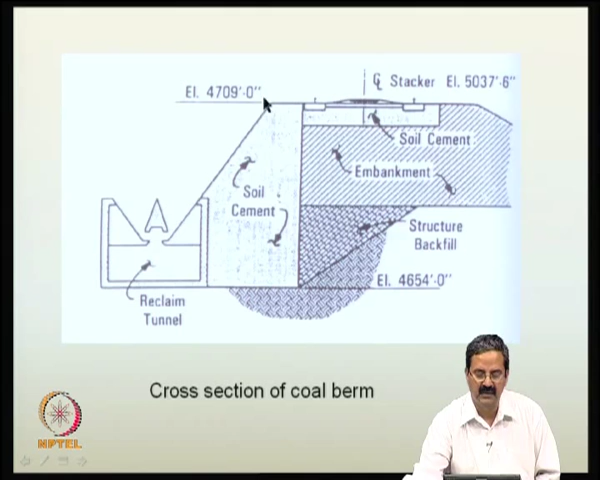 El. 4709'-0"
℄ Stacker El. 5037'-6"
Soil Cement
Embankment
Soil
Cement
Structure
Backfill
El. 4654'-0"
Reclaim
Tunnel
Cross section of coal berm
NPTEL